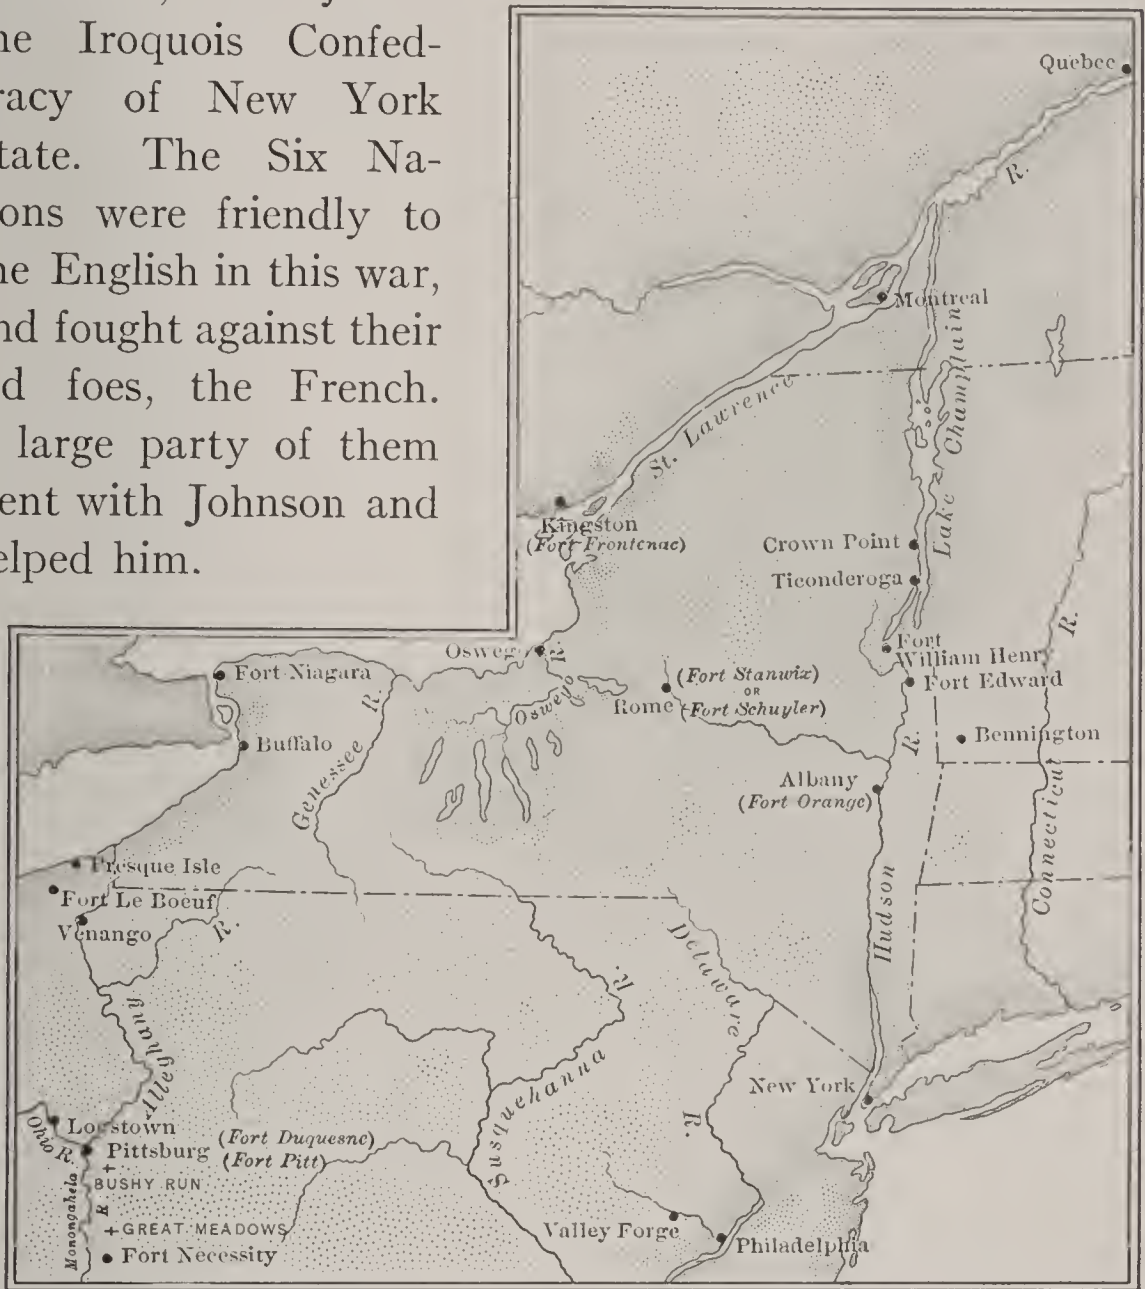 he Iroquois Confed-
racy of New York
tate. The Six Na-
ons were friendly to
he English in this war,
nd fought against their
d foes, the French.
large party of them
ent with Johnson and
elped him.
Quebec
R.
Montreal
St. Lawrence
Lake Champlain
Kingston
(Fort Frontenac)
Crown Point
Ticonderoga
Oswego
R.
Fort
William Henry
R.
Fort Niagara
(Fort Stanwix)
OR
Fort Edward
Oswego
Rome (Fort Schuyler)
R.
Buffalo
Bennington
R.
Genessee
Albany
(Fort Orange)
Connecticut
Presque Isle
Fort Le Boeuf
Hudson
Venango
R.
Delaware
R.
Alleghany
Susquehanna
New York
Logstown
R.
Ohio R.
Pittsburg (Fort Duquesne)
(Fort Pitt)
BUSHY RUN
Monongahela R
GREAT MEADOWS
Valley Forge
Philadelphia
Fort Necessity